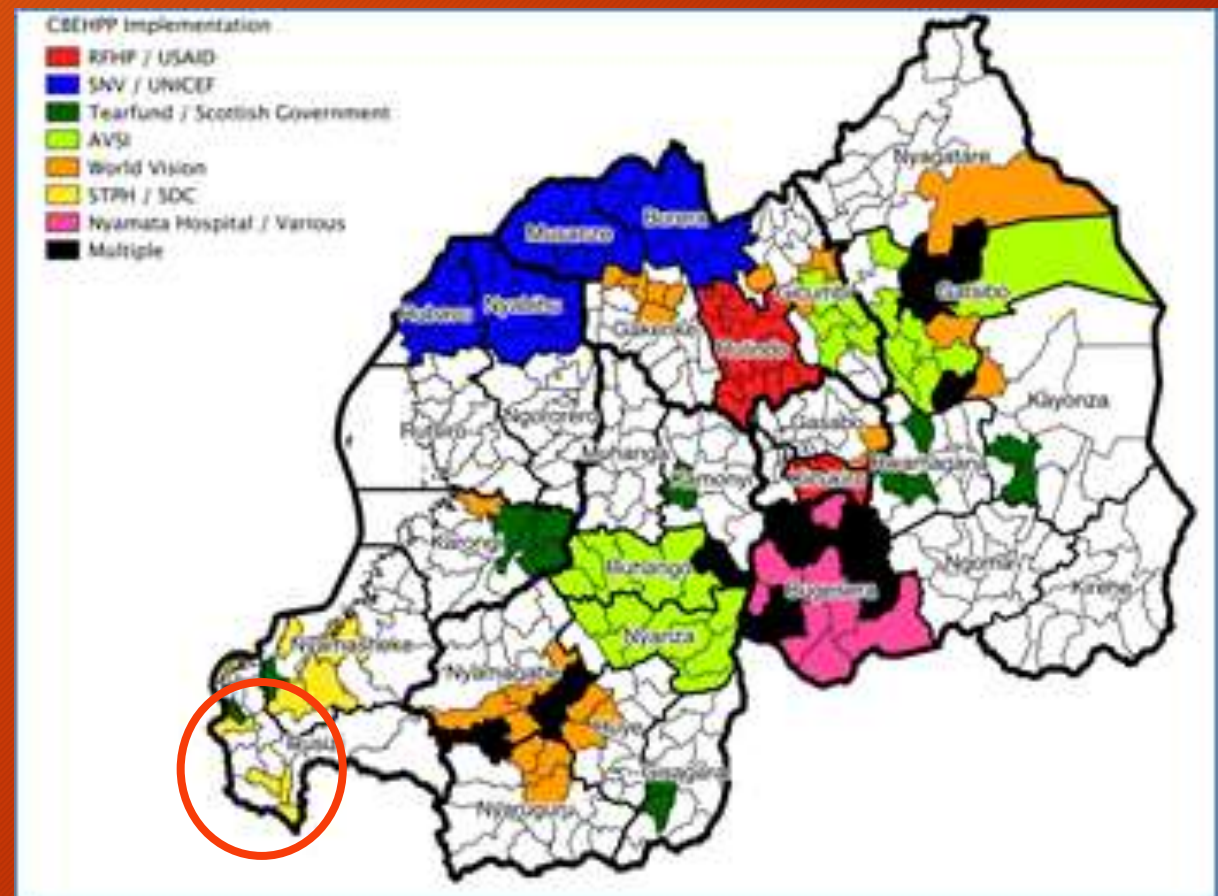 CBEHPP Implementation
RFHP / USAID
SNV / UNICEF
Tearfund / Scottish Government
AVSI
World Vision
STPH / SDC
Nyamata Hospital / Various
Multiple
Nyagatare
Burera
Musanze
Gatsibo
Gicumbi
Rubavu
Nyabihu
Gakenke
Rulindo
Kayonza
Ngororero
Gasabo
Rutsiro
Muhanga
Rwamagana
Kamonyi
Kicukiro
Karongi
Ruhango
Ngoma
Bugesera
Kirehe
Nyanza
Nyamasheke
Nyamagabe
Huye
Rusizi
Gisagara
Nyaruguru